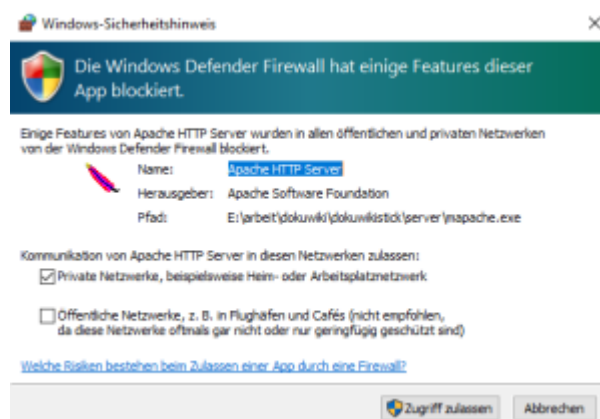 Windows-Sicherheitshinweis
Die Windows Defender Firewall hat einige Features dieser
App blockiert.
Einige Features von Apache HTTP Server wurden in allen öffentlichen und privaten Netzwerken
von der Windows Defender Firewall blockiert.
Name: Apache HTTP Server
Herausgeber: Apache Software Foundation
Pfad: E:\arbeit\dokuwiki\dokuwikistick\server\mapache.exe
Kommunikation von Apache HTTP Server in diesen Netzwerken zulassen:
Private Netzwerke, beispielsweise Heim- oder Arbeitsplatznetzwerk
Öffentliche Netzwerke, z. B. in Flughäfen und Cafés (nicht empfohlen,
da diese Netzwerke oftmals gar nicht oder nur geringfügig geschützt sind)
Welche Risiken bestehen beim Zulassen einer App durch eine Firewall?
Zugriff zulassen Abbrechen